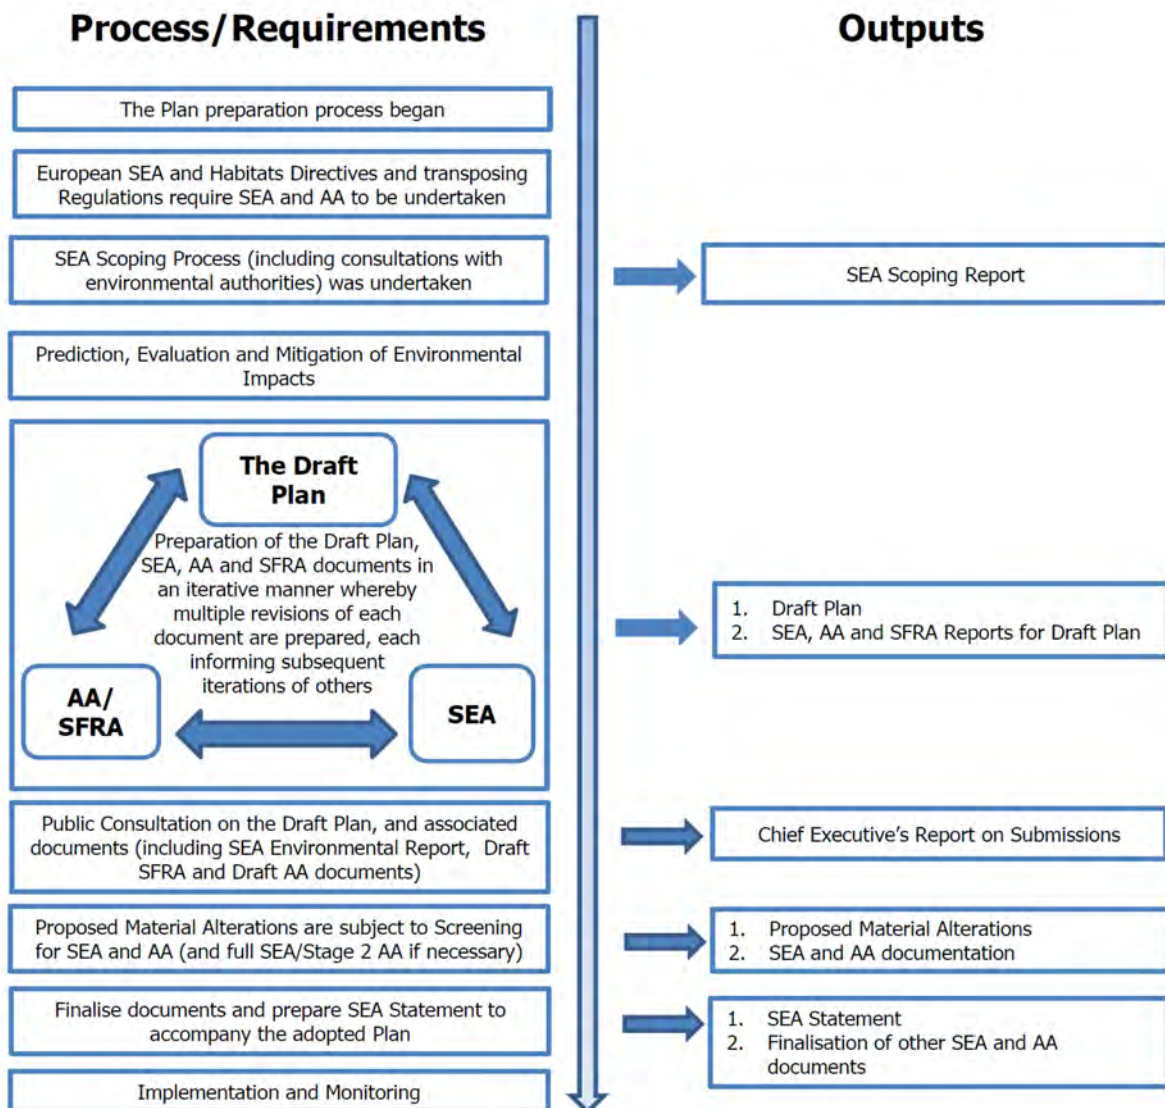 Process/Requirements
Outputs
The Plan preparation process began
European SEA and Habitats Directives and transposing
Regulations require SEA and AA to be undertaken
SEA Scoping Process (including consultations with
environmental authorities) was undertaken
SEA Scoping Report
Prediction, Evaluation and Mitigation of Environmental
Impacts
The Draft
Plan
Preparation of the Draft Plan,
SEA, AA and SFRA documents in
an iterative manner whereby
multiple revisions of each
document are prepared, each
informing subsequent
iterations of others
AA/
SFRA
SEA
1. Draft Plan
2. SEA, AA and SFRA Reports for Draft Plan
Public Consultation on the Draft Plan, and associated
documents (including SEA Environmental Report, Draft
SFRA and Draft AA documents)
Chief Executive's Report on Submissions
Proposed Material Alterations are subject to Screening
for SEA and AA (and full SEA/Stage 2 AA if necessary)
1. Proposed Material Alterations
2. SEA and AA documentation
Finalise documents and prepare SEA Statement to
accompany the adopted Plan
1. SEA Statement
2. Finalisation of other SEA and AA
documents
Implementation and Monitoring